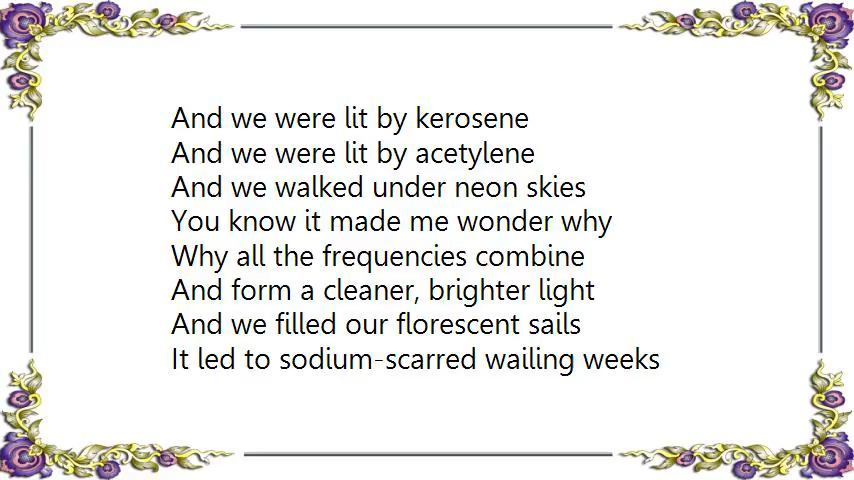 And we were lit by kerosene
And we were lit by acetylene
And we walked under neon skies
You know it made me wonder why
Why all the frequencies combine
And form a cleaner, brighter light
And we filled our florescent sails
It led to sodium-scarred wailing weeks